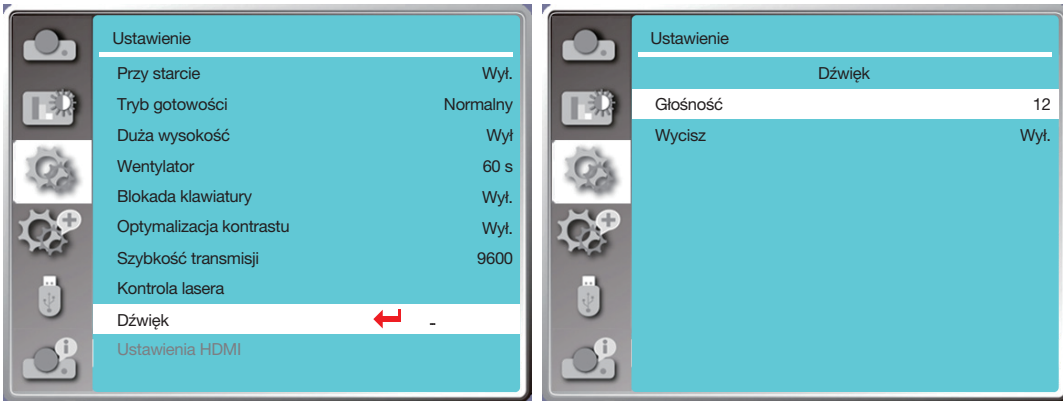 Ustawienie
Przy starcie Wył.
Tryb gotowości Normalny
Duża wysokość Wył
Wentylator 60 s
Blokada klawiatury Wył.
Optymalizacja kontrastu Wył.
Szybkość transmisji 9600
Kontrola lasera
Dźwięk -
Ustawienia HDMI
Ustawienie
Dźwięk
Głośność 12
Wycisz Wył.